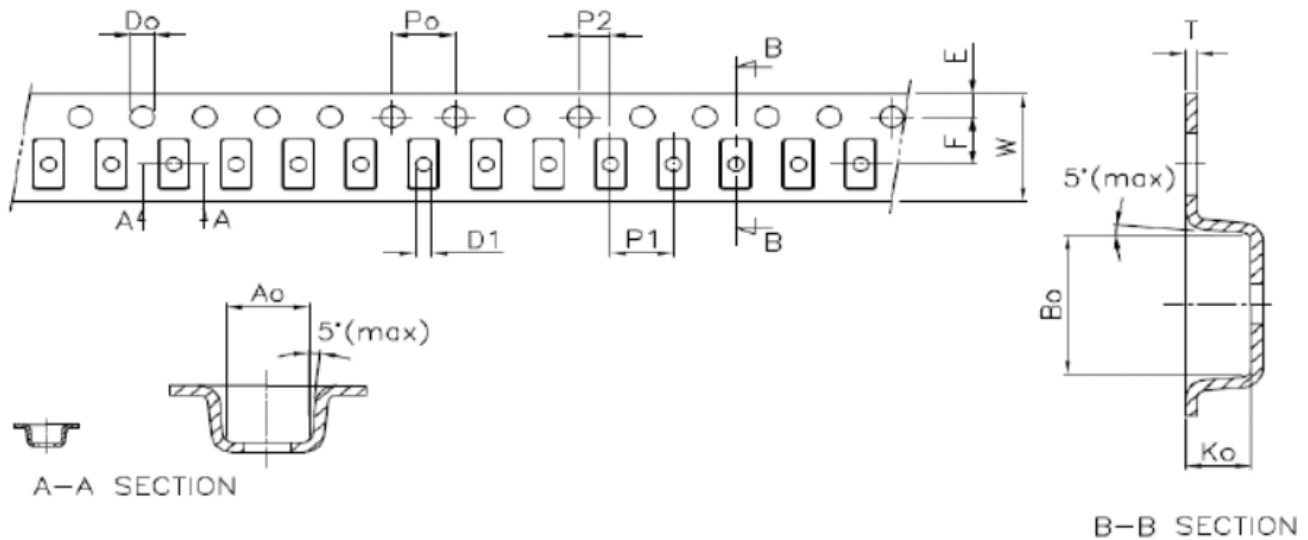 Do
Po
P2
B
T
E
F
W
5°(max)
A
A
D1
P1
B
Bo
Ao
5°(max)
Ko
A-A SECTION
B-B SECTION